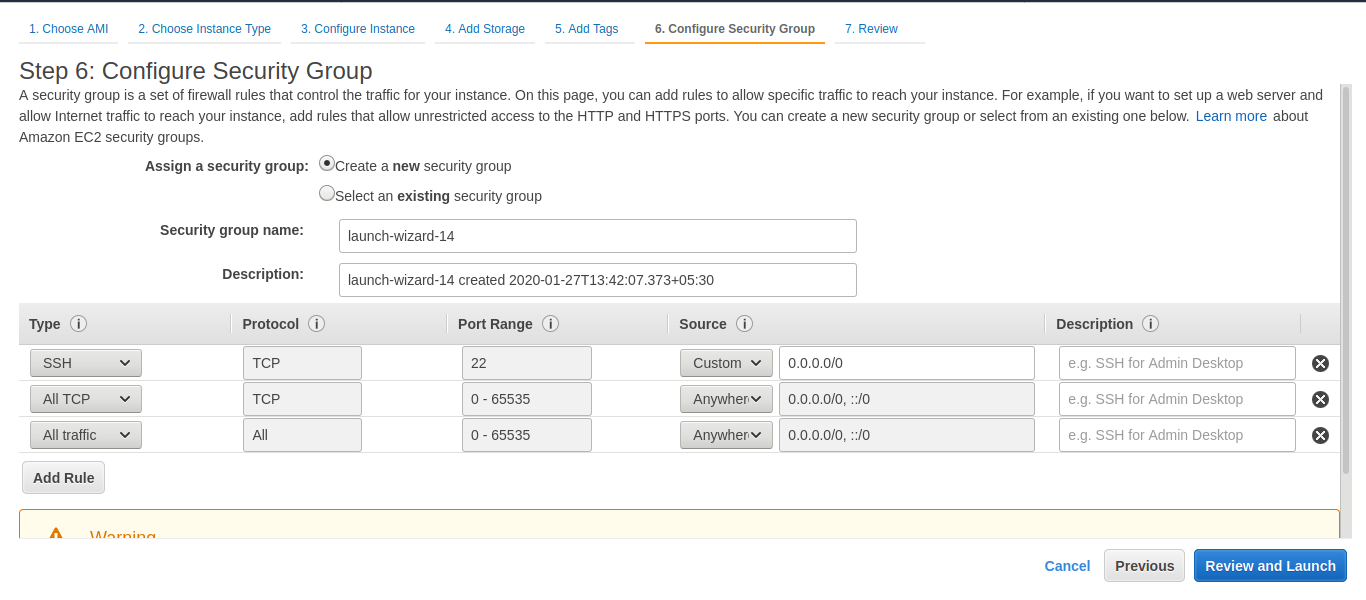 1. Choose AMI 2. Choose Instance Type 3. Configure Instance 4. Add Storage 5. Add Tags 6. Configure Security Group 7. Review
Step 6: Configure Security Group
A security group is a set of firewall rules that control the traffic for your instance. On this page, you can add rules to allow specific traffic to reach your instance. For example, if you want to set up a web server and
allow Internet traffic to reach your instance, add rules that allow unrestricted access to the HTTP and HTTPS ports. You can create a new security group or select from an existing one below. Learn more about
Amazon EC2 security groups.
Assign a security group: Create a new security group
Select an existing security group
Security group name: launch-wizard-14
Description: launch-wizard-14 created 2020-01-27T13:42:07.373+05:30
Type i Protocol i Port Range i Source i Description i
SSH TCP 22 Custom 0.0.0.0/0 e.g. SSH for Admin Desktop
All TCP TCP 0 - 65535 Anywher 0.0.0.0/0, ::/0 e.g. SSH for Admin Desktop
All traffic All 0 - 65535 Anywher 0.0.0.0/0, ::/0 e.g. SSH for Admin Desktop
Add Rule
Warning
Cancel Previous Review and Launch